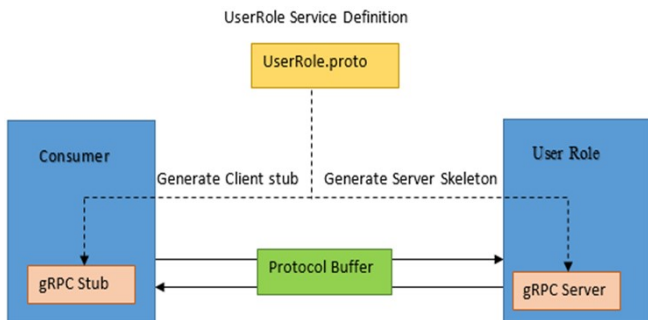 UserRole Service Definition
UserRole.proto
Consumer
User Role
Generate Client stub
Generate Server Skeleton
Protocol Buffer
gRPC Stub
gRPC Server